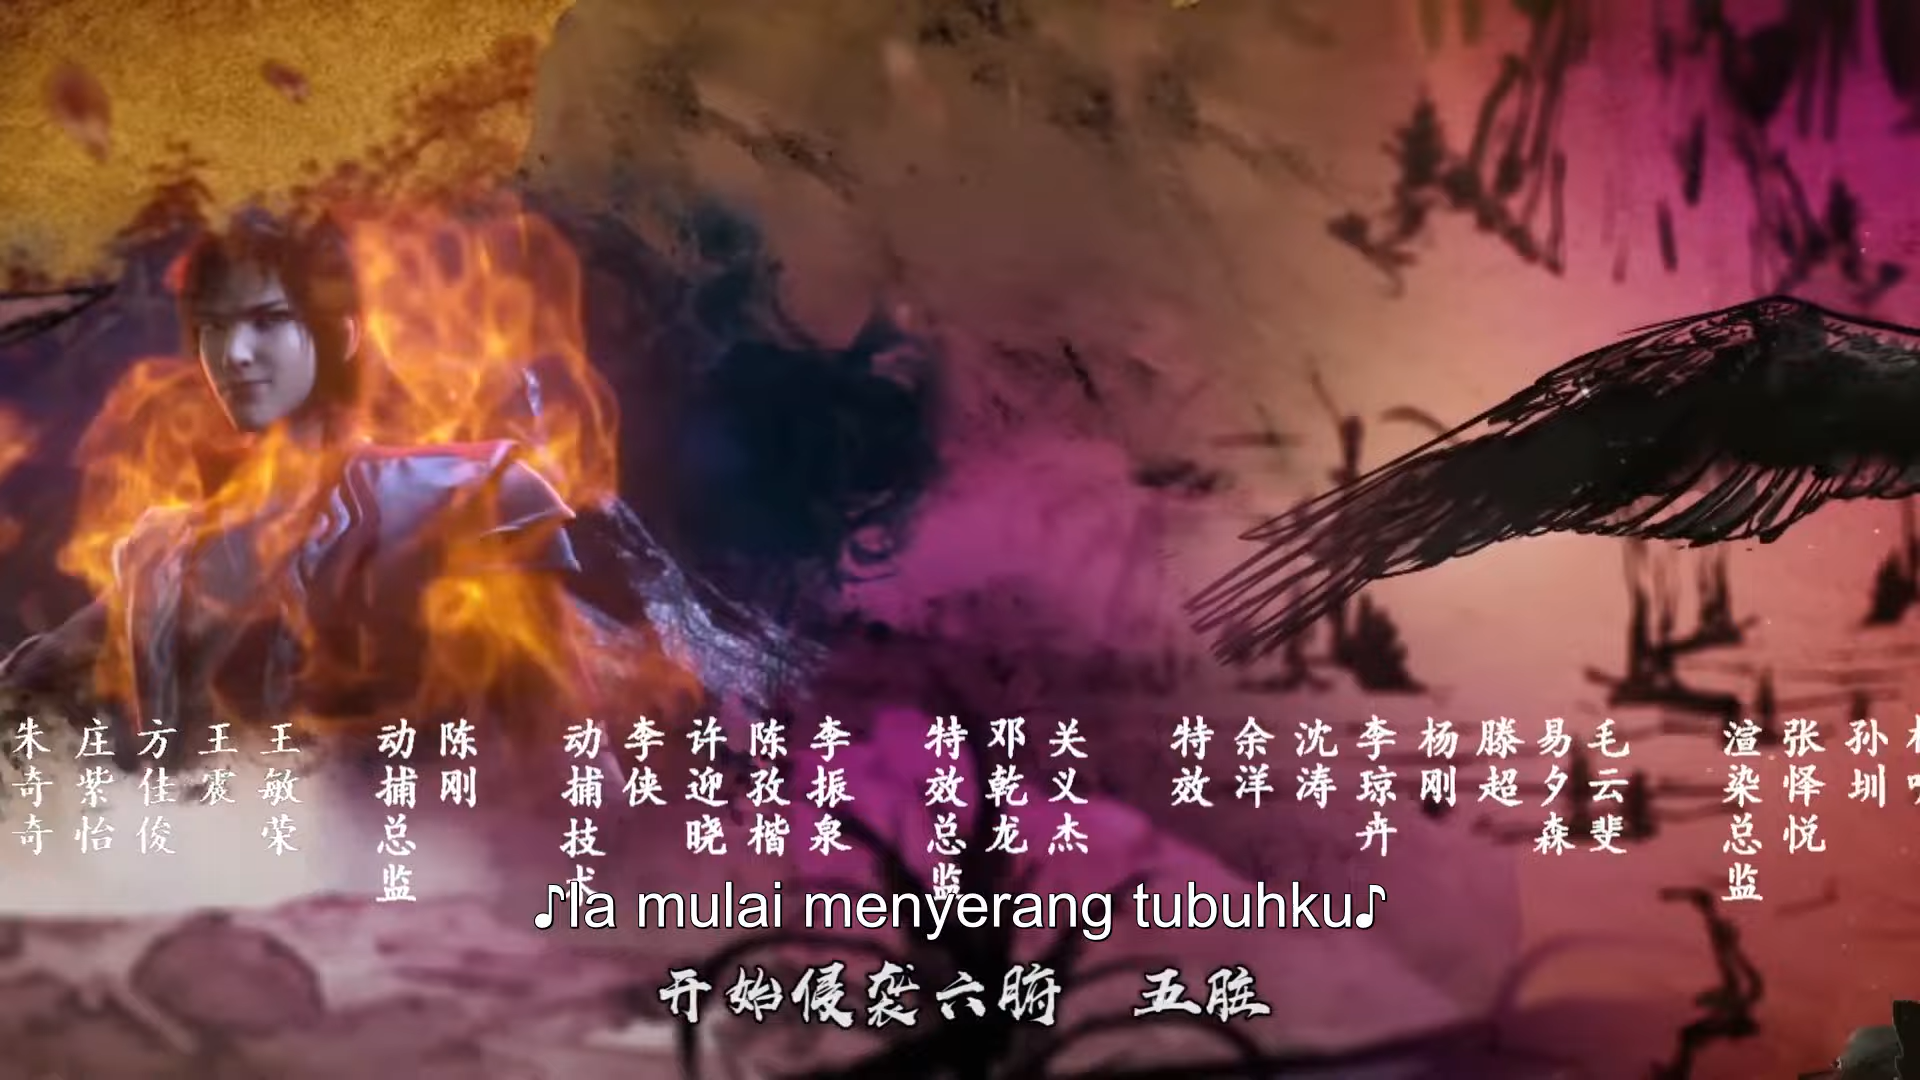 朱奇奇
庄紫怡
方佳俊
王震
王敏荣
动捕总监
陈刚
动捕技术
李侠
许迎晓
陈孜楷
李振泉
特效总监
邓乾龙
关义杰
特效
余洋
沈涛
李琼卉
杨刚
滕超
易夕森
毛云斐
渲染总监
张怿悦
孙圳
♪Ia mulai menyerang tubuhku♪
开始侵袭六腑 五脏